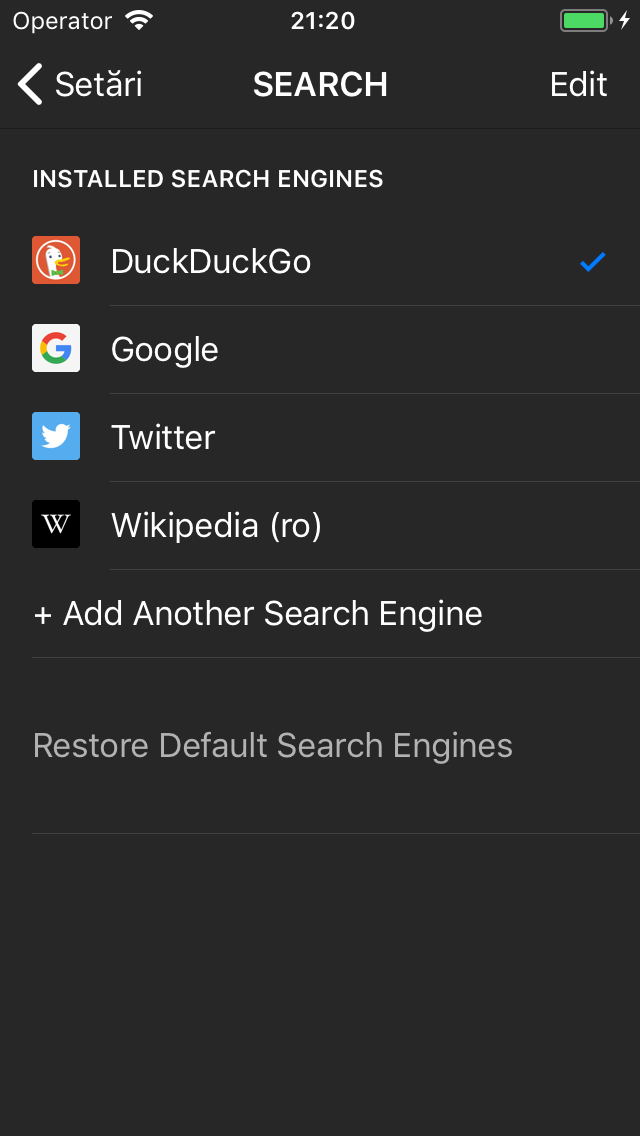 Operator 21:20
Setări SEARCH Edit
INSTALLED SEARCH ENGINES
DuckDuckGo
Google
Twitter
W Wikipedia (ro)
+ Add Another Search Engine
Restore Default Search Engines